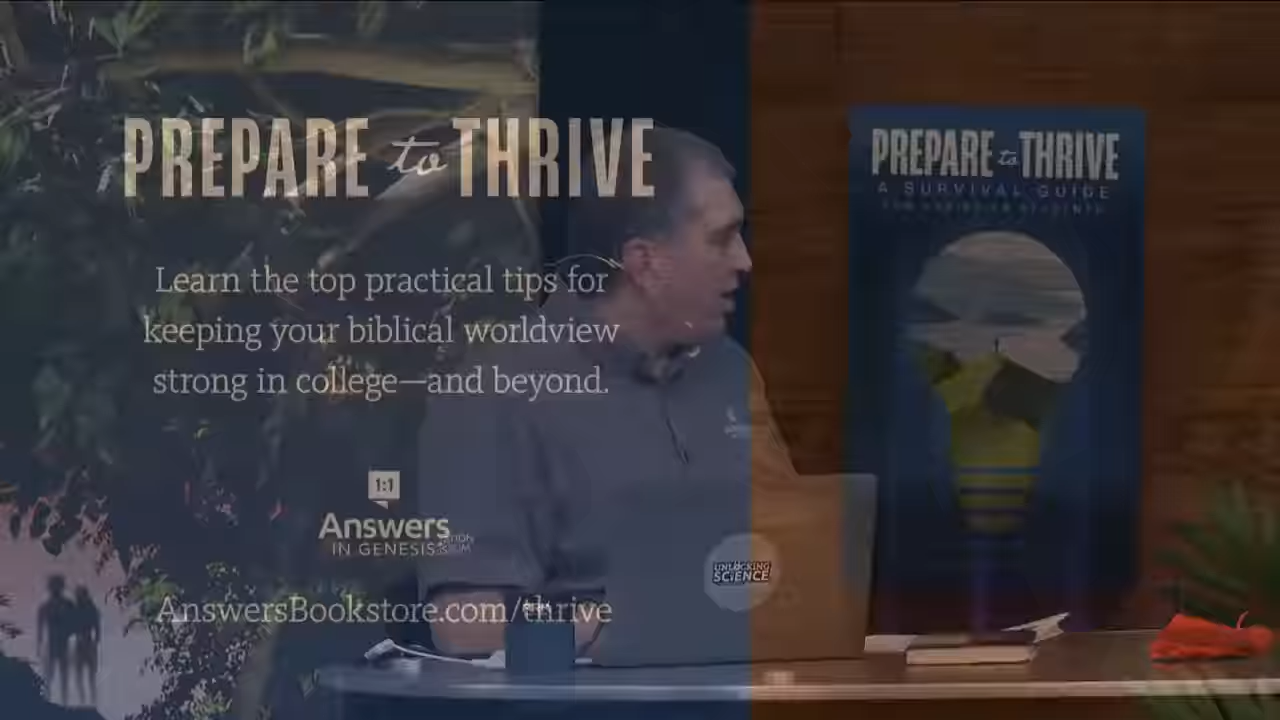 PREPARE to THRIVE
Learn the top practical tips for
keeping your biblical worldview
strong in college—and beyond.
1:1
Answers
IN GENESIS
AnswersBookstore.com/thrive
PREPARE to THRIVE
A SURVIVAL GUIDE
UNLOCKING
SCIENCE